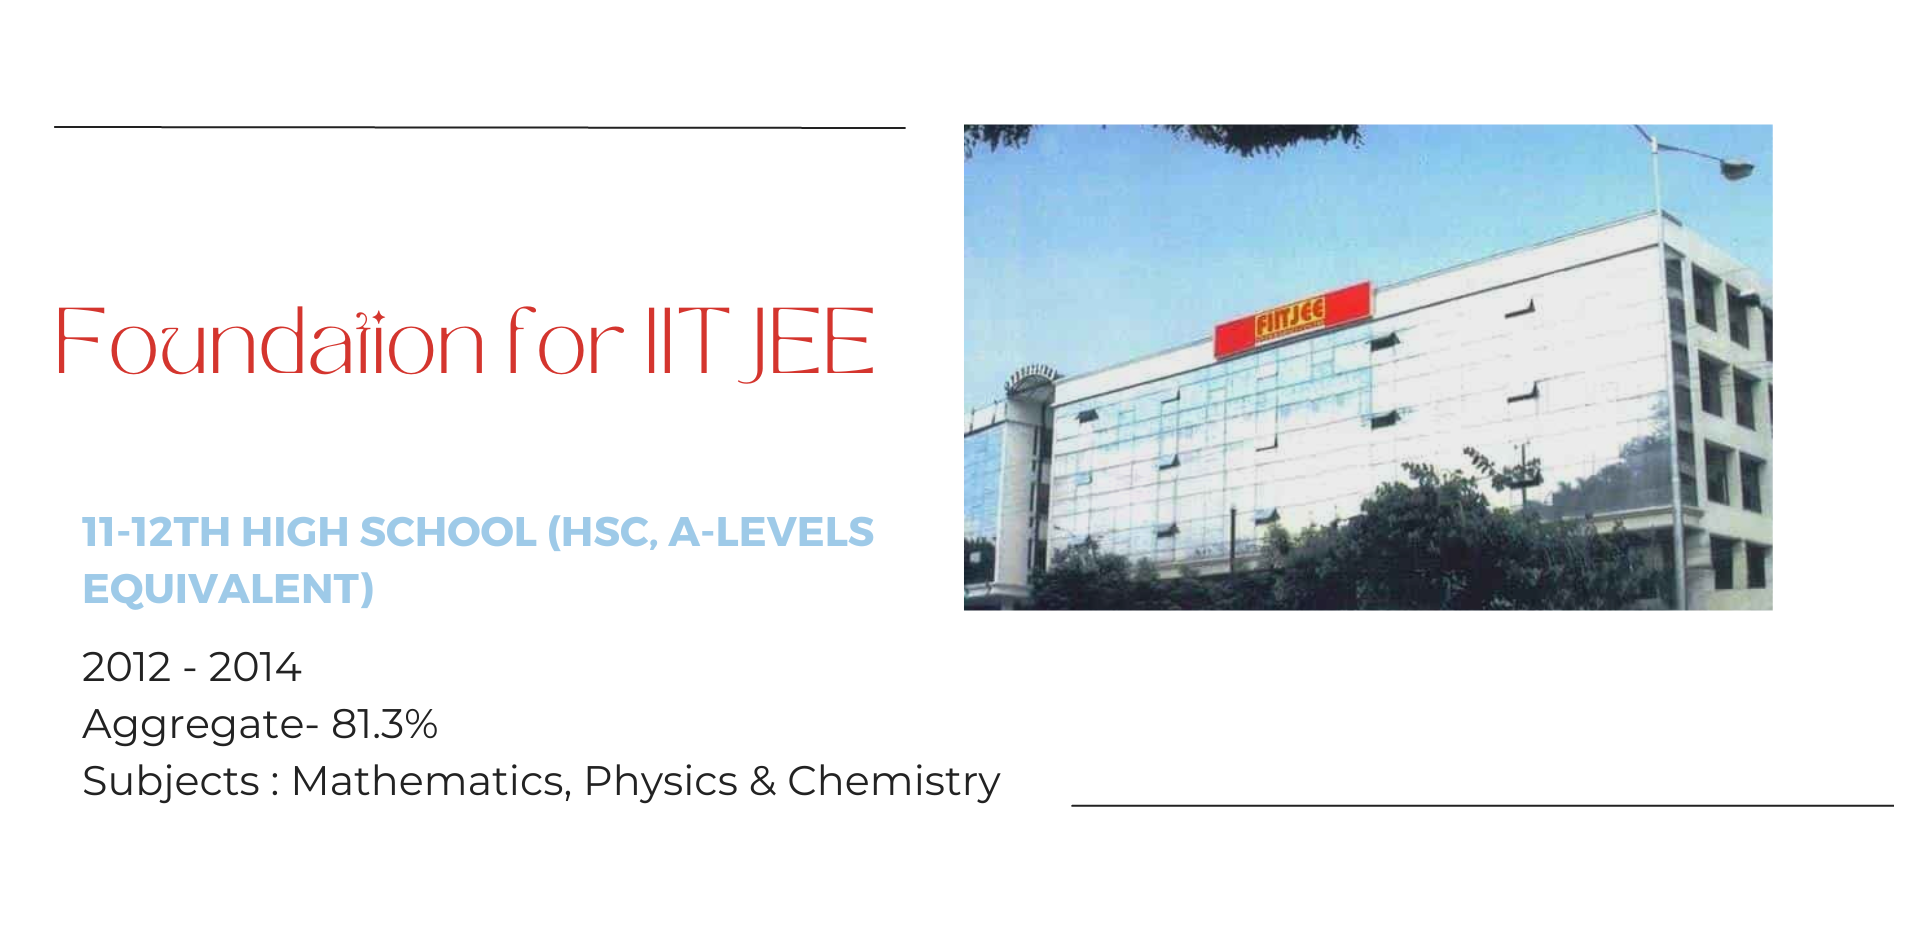 Foundation for IIT JEE
FIITJEE
11-12TH HIGH SCHOOL (HSC, A-LEVELS
EQUIVALENT)
2012 - 2014
Aggregate- 81.3%
Subjects : Mathematics, Physics & Chemistry